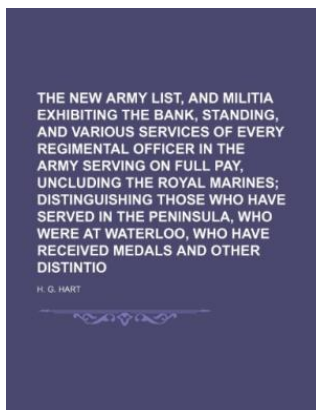 THE NEW ARMY LIST, AND MILITIA
EXHIBITING THE BANK, STANDING,
AND VARIOUS SERVICES OF EVERY
REGIMENTAL OFFICER IN THE
ARMY SERVING ON FULL PAY,
UNCLUDING THE ROYAL MARINES;
DISTINGUISHING THOSE WHO HAVE
SERVED IN THE PENINSULA, WHO
WERE AT WATERLOO, WHO HAVE
RECEIVED MEDALS AND OTHER
DISTINTIO
H. G. HART